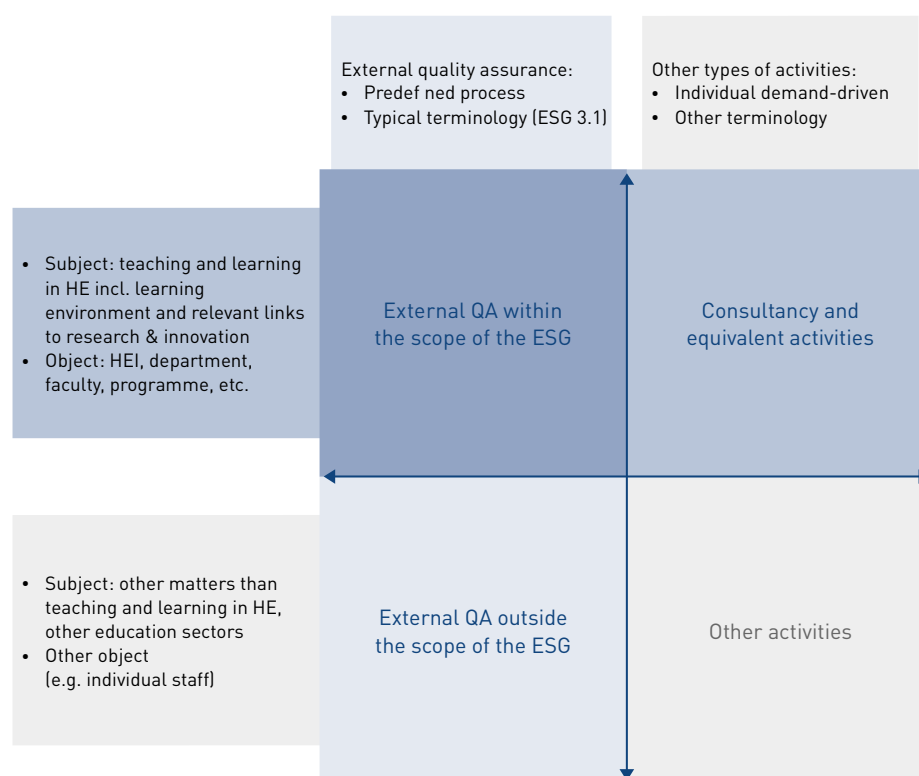 External quality assurance:
• Predef ned process
• Typical terminology (ESG 3.1)
Other types of activities:
• Individual demand-driven
• Other terminology
• Subject: teaching and learning
in HE incl. learning
environment and relevant links
to research & innovation
• Object: HEI, department,
faculty, programme, etc.
External QA within
the scope of the ESG
Consultancy and
equivalent activities
• Subject: other matters than
teaching and learning in HE,
other education sectors
• Other object
(e.g. individual staff)
External QA outside
the scope of the ESG
Other activities